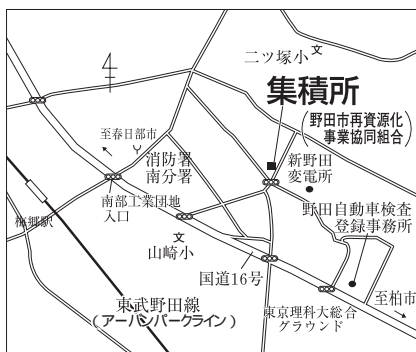 二ツ塚小
文
集積所
(野田市再資源化
事業協同組合)
至春日部市
消防署
南分署
新野田
変電所
南部工業団地
入口
梅郷駅
文
山崎小
野田自動車検査
登録事務所
国道16号
至柏市
東武野田線
(アーバンパークライン)
東京理科大総合
グラウンド